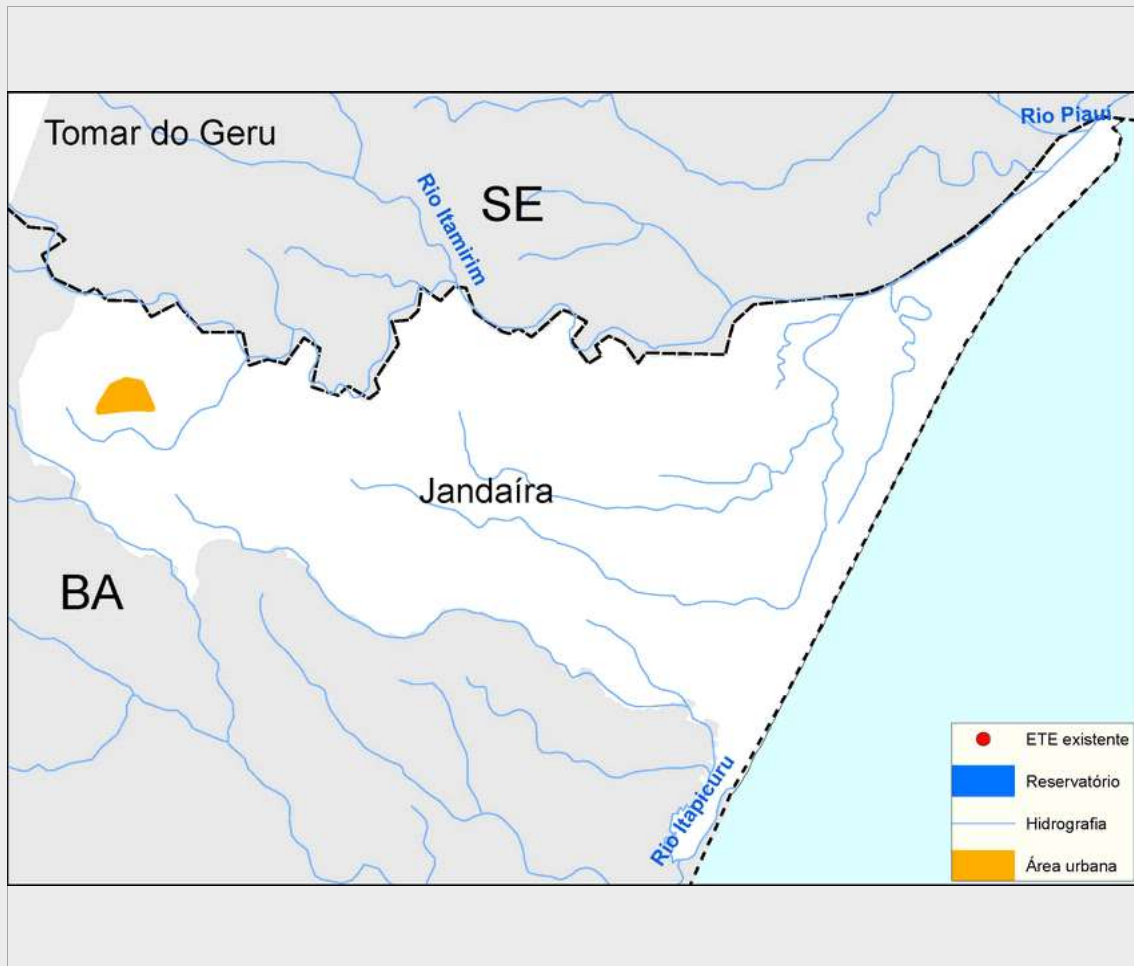 Rio Piauí
Tomar do Geru
Rio Itamirim
SE
Jandaíra
BA
Rio Itapicuru
ETE existente
Reservatório
Hidrografia
Área urbana